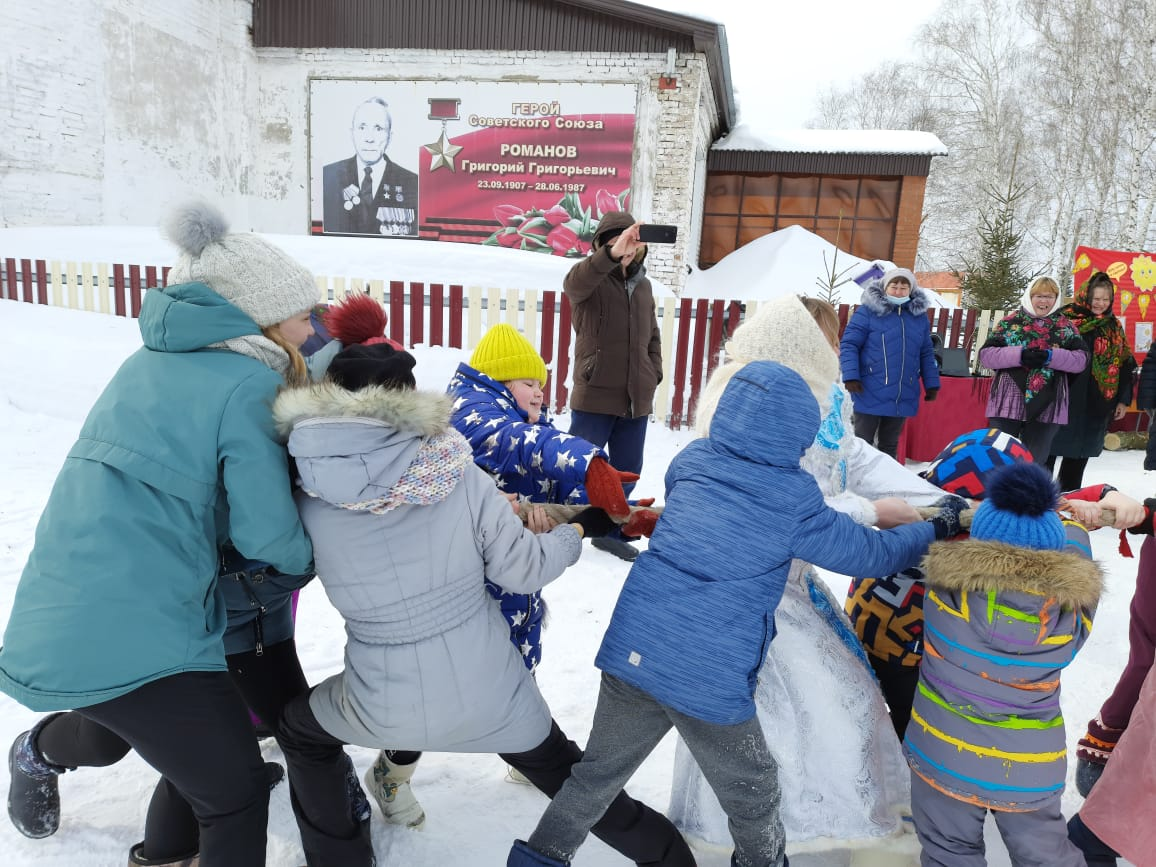 ГЕРОЙ
Советского Союза
РОМАНОВ
Григорий Григорьевич
23.09.1907 – 28.06.1987